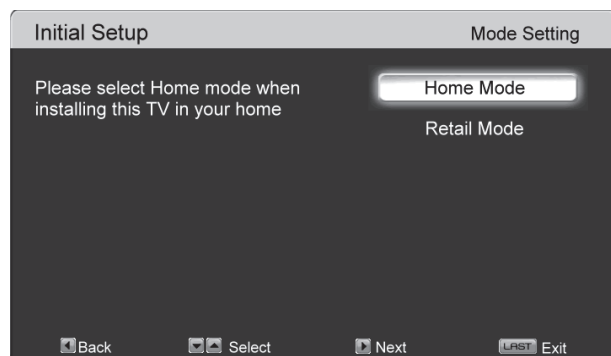 Initial Setup
Mode Setting
Please select Home mode when
installing this TV in your home
Home Mode
Retail Mode
Back Select Next LAST Exit